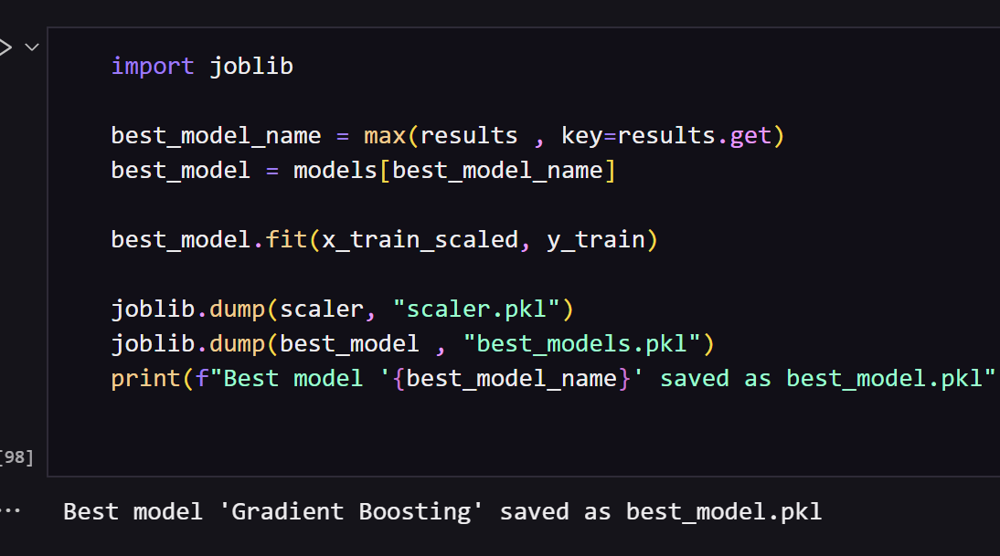 import joblib
best_model_name = max(results , key=results.get)
best_model = models[best_model_name]
best_model.fit(x_train_scaled, y_train)
joblib.dump(scaler, "scaler.pkl")
joblib.dump(best_model , "best_models.pkl")
print(f"Best model '{best_model_name}' saved as best_model.pkl"
[98]
... Best model 'Gradient Boosting' saved as best_model.pkl